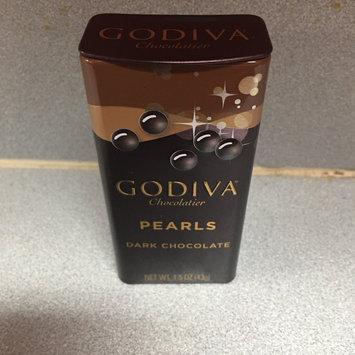 GODIVA
Chocolatier
GODIVA
Chocolatier
PEARLS
DARK CHOCOLATE
NET WT. 1.5 OZ (43g)